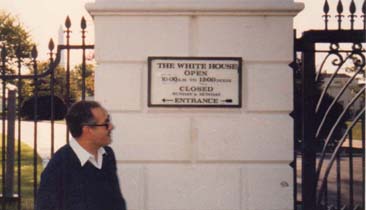 THE WHITE HOUSE
OPEN
10:00 A.M. TO 12:00 NOON
CLOSED
SUNDAY & MONDAY
ENTRANCE